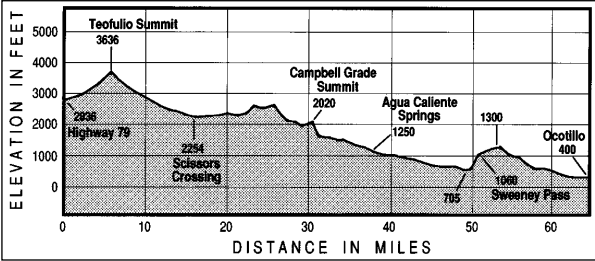 Teofulio Summit
3636
5000
4000
3000
2000
1000
0
ELEVATION IN FEET
2936
Highway 79
2254
Scissors
Crossing
Campbell Grade
Summit
2020
Agua Caliente
Springs
1250
1300
Ocotillo
400
705
1060
Sweeney Pass
0 10 20 30 40 50 60
DISTANCE IN MILES